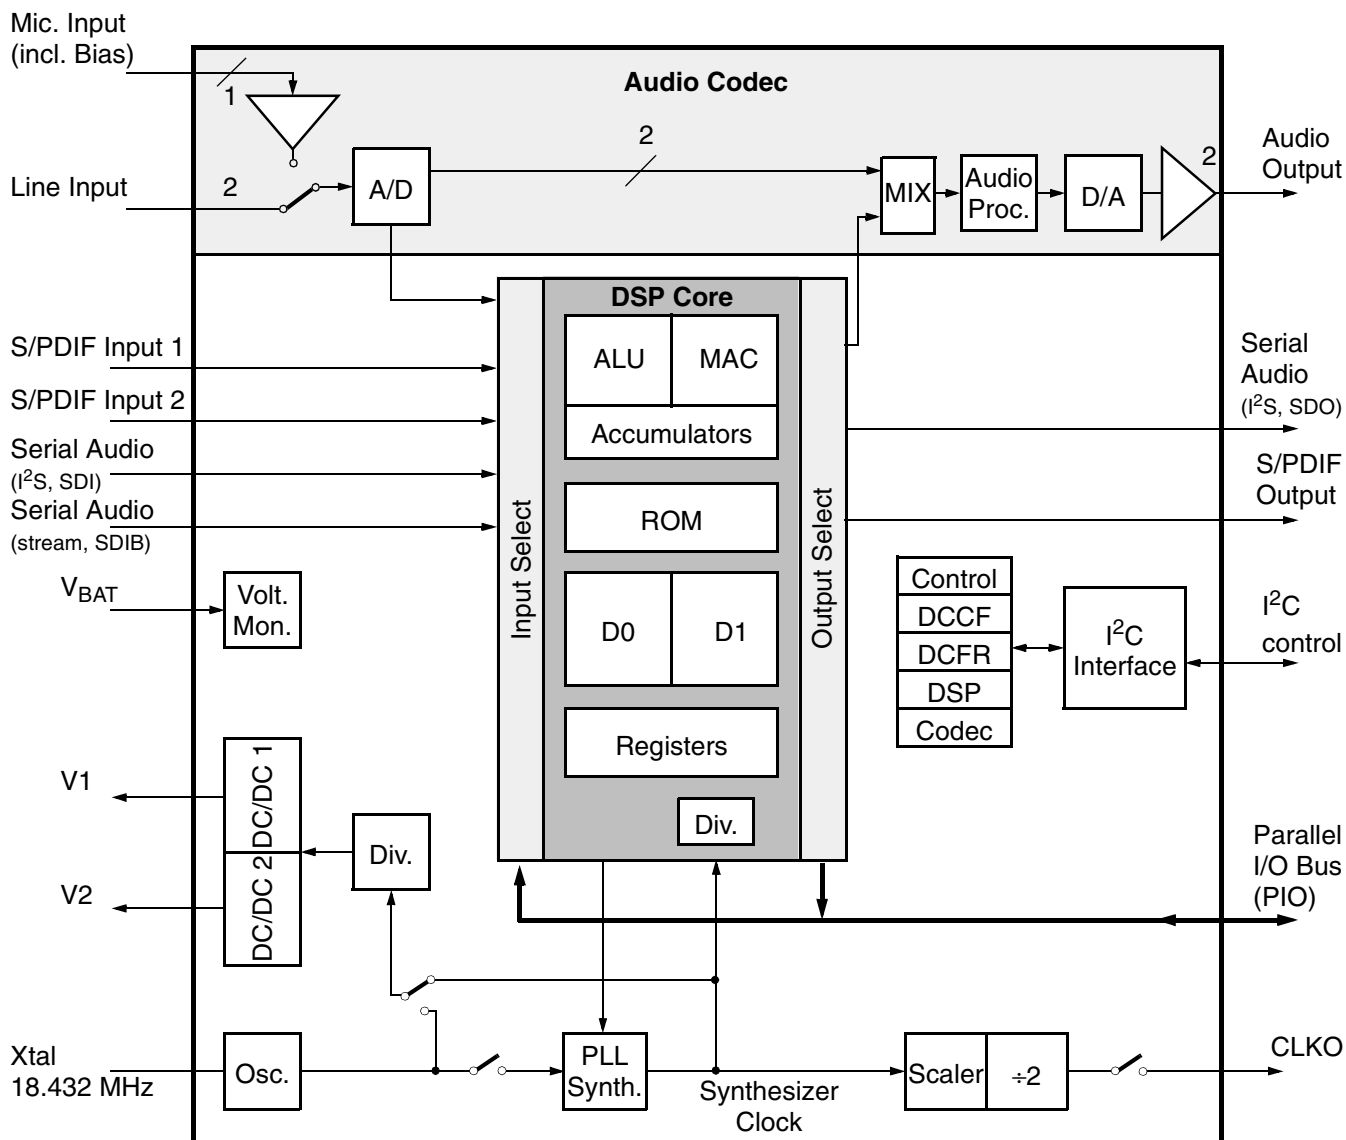 Mic. Input
(incl. Bias)
1
Audio Codec
2
2
Audio
Output
Line Input
2
A/D
MIX
Audio
Proc.
D/A
DSP Core
S/PDIF Input 1
ALU
MAC
Serial
Audio
(I²S, SDO)
S/PDIF Input 2
Accumulators
Serial Audio
(I²S, SDI)
S/PDIF
Output
Serial Audio
(stream, SDIB)
ROM
Input Select
Output Select
VBAT
Volt.
Mon.
D0
D1
Control
DCCF
DCFR
DSP
Codec
I²C
Interface
I²C
control
Registers
V1
DC/DC 1
Div.
Div.
Parallel
I/O Bus
(PIO)
V2
DC/DC 2
Xtal
18.432 MHz
Osc.
PLL
Synth.
Synthesizer
Clock
Scaler
÷2
CLKO